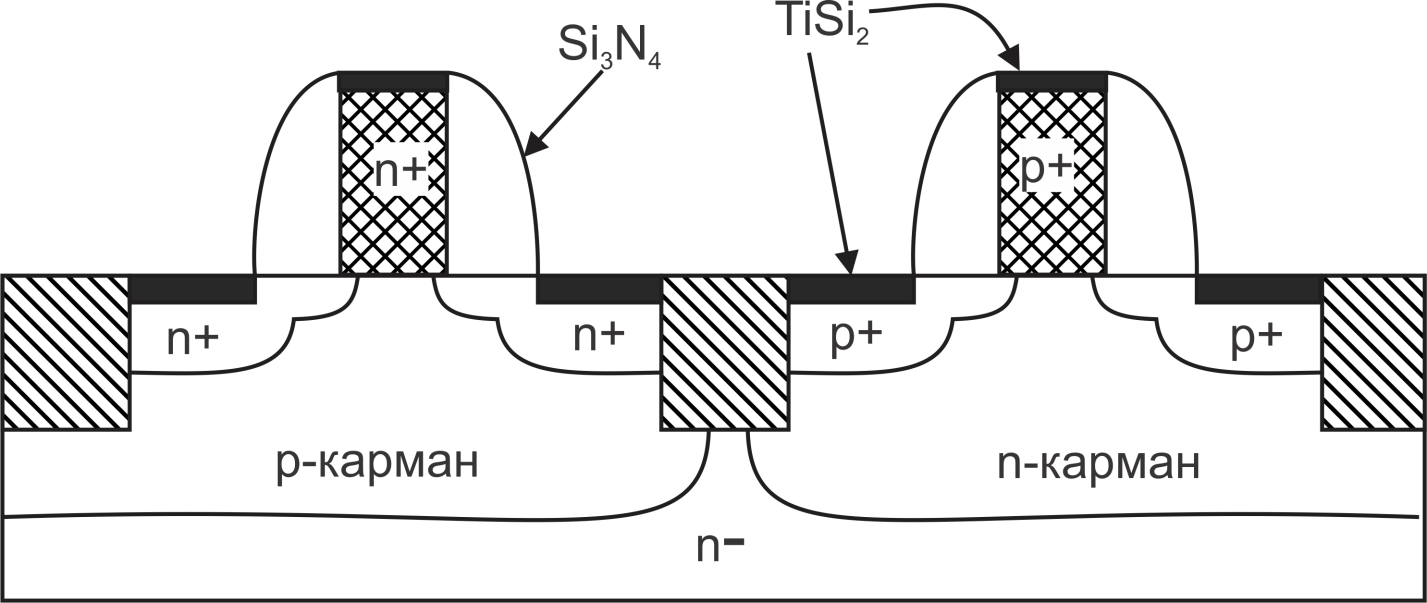 Si₃N₄
TiSi₂
n+
p+
n+
n+
p+
p+
p-карман
n-карман
n-